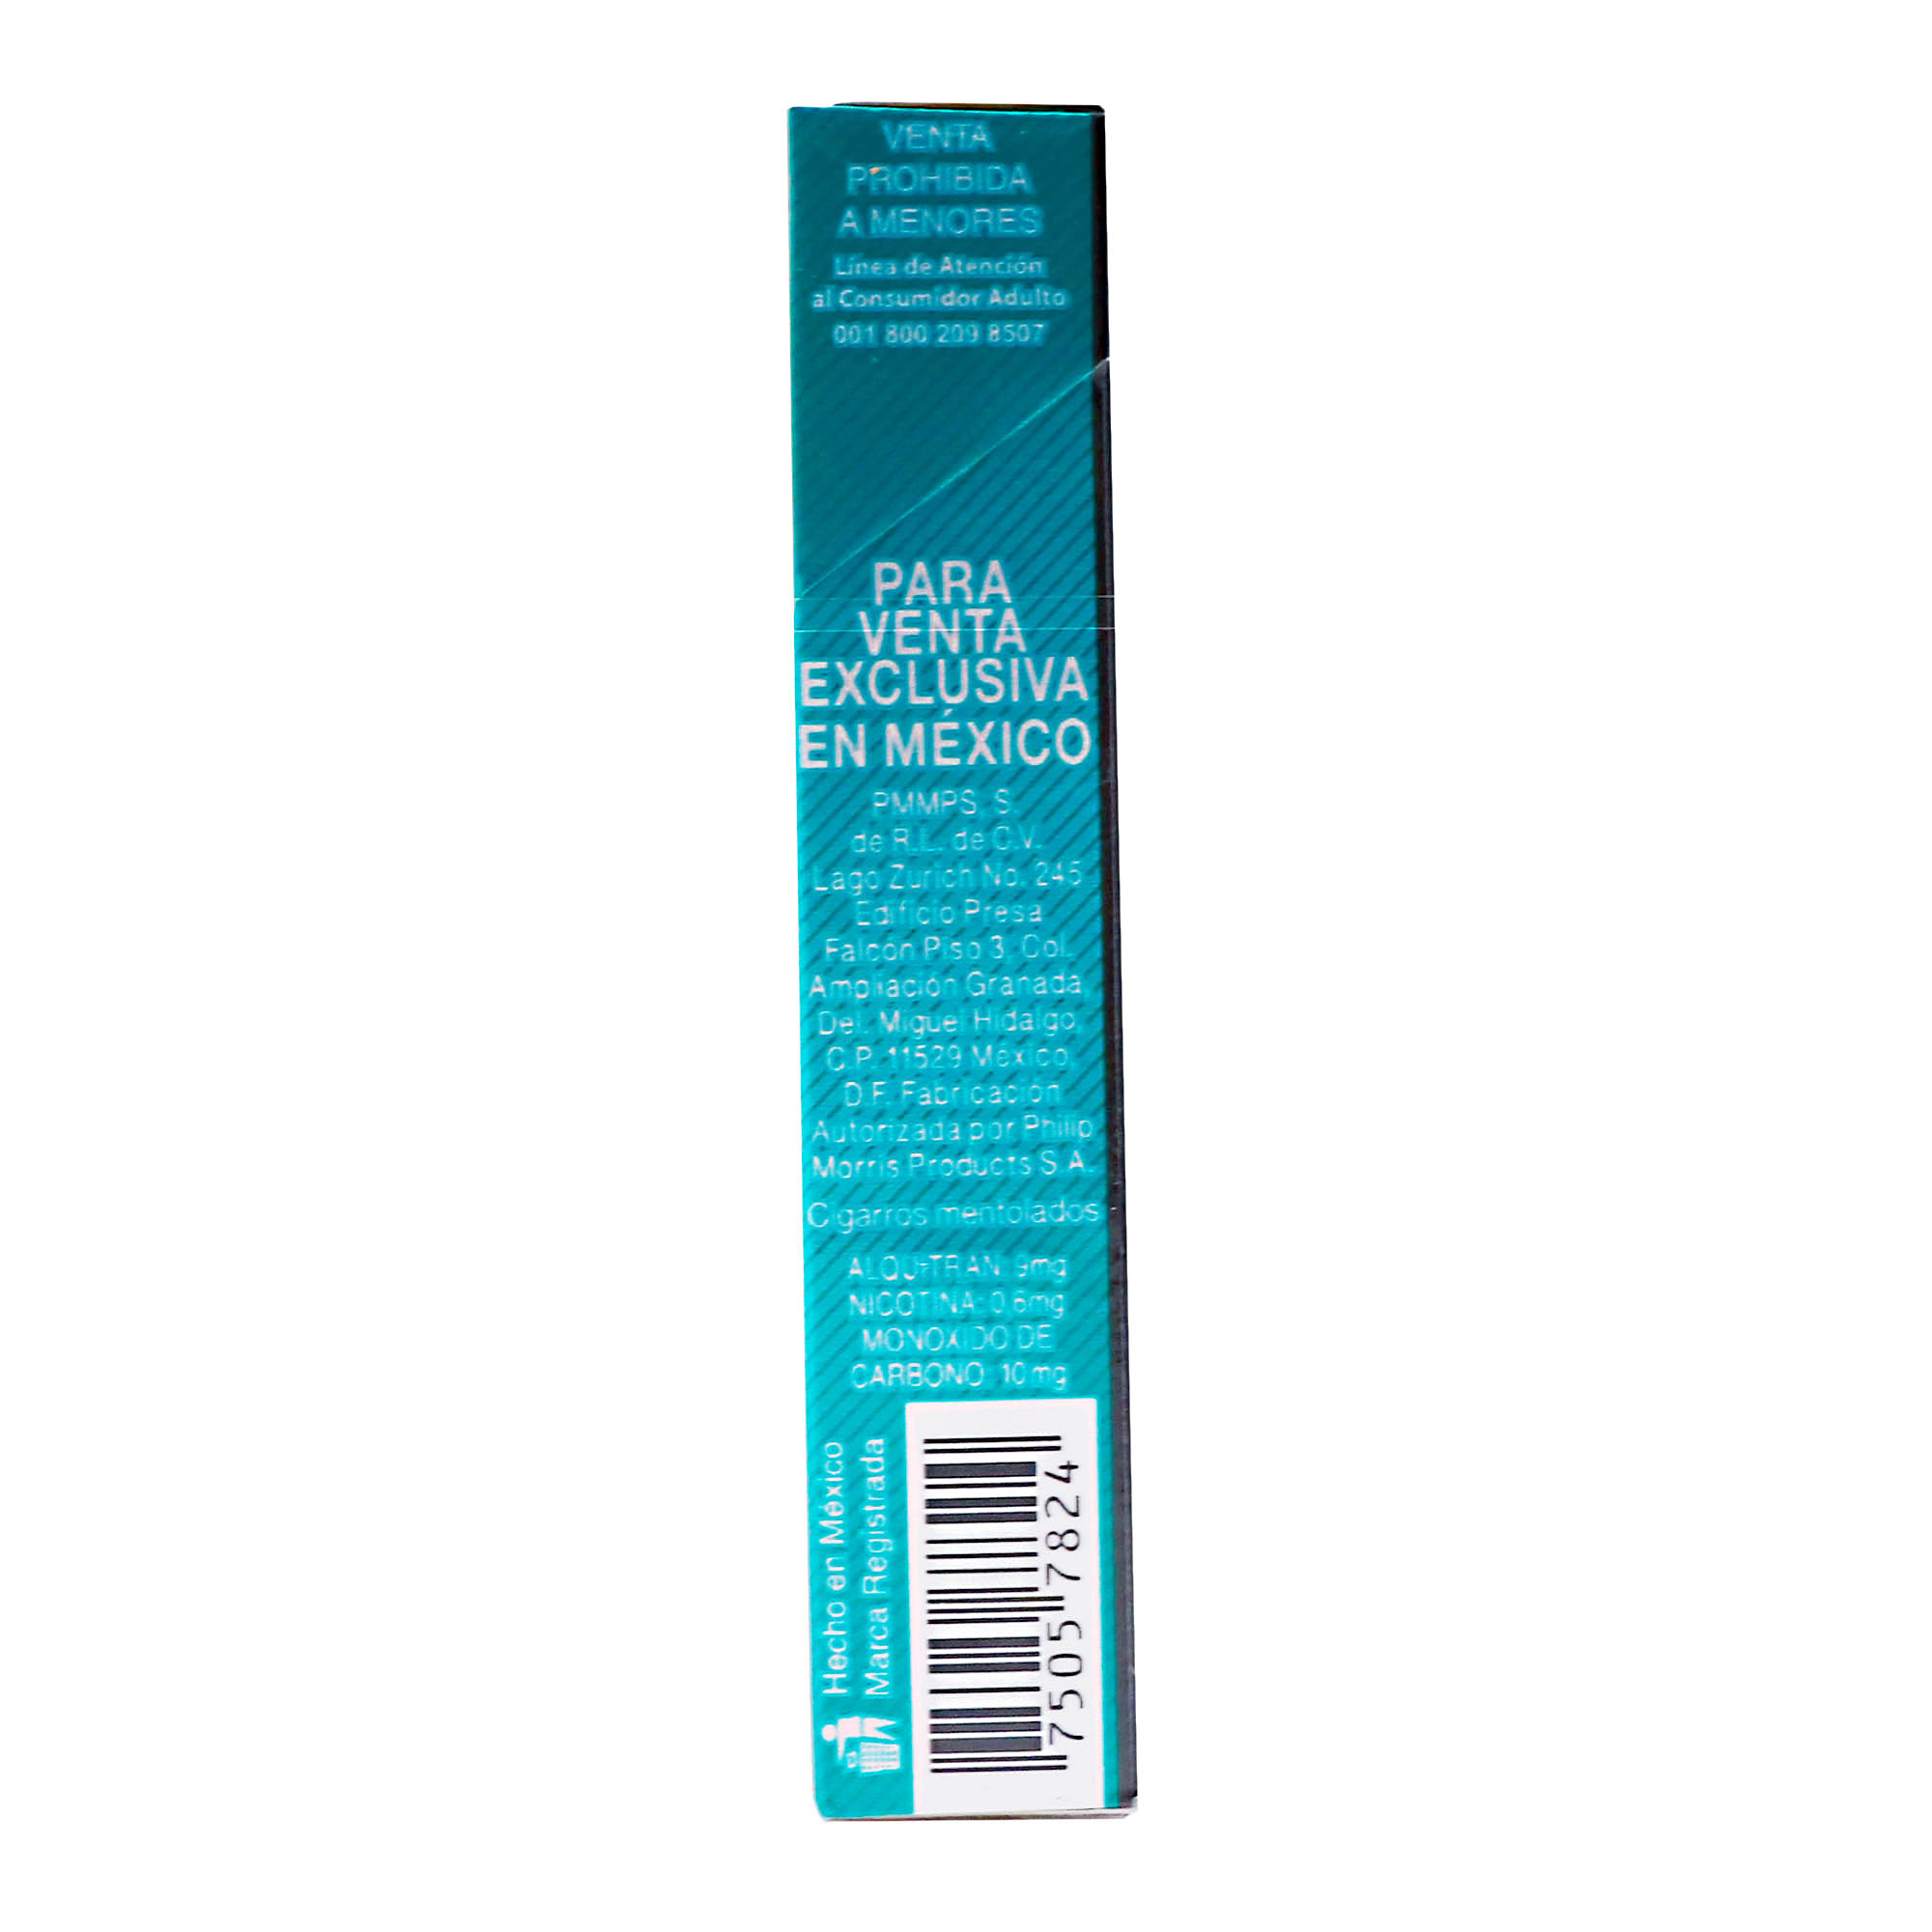 VENTA
PROHIBIDA
A MENORES
Línea de Atención
al Consumidor Adulto
001 800 209 8507
PARA
VENTA
EXCLUSIVA
EN MÉXICO
PMMPS, S.
de R.L. de C.V.
Lago Zurich No. 245
Edificio Presa
Falcón Piso 3, Col.
Ampliación Granada,
Del. Miguel Hidalgo,
C.P. 11529 México,
D.F. Fabricación
Autorizada por Philip
Morris Products S.A.
Cigarros mentolados
ALQUITRAN: 9mg
NICOTINA: 0.6mg
MONOXIDO DE
CARBONO: 10mg
Hecho en México
Marca Registrada
7505 7824